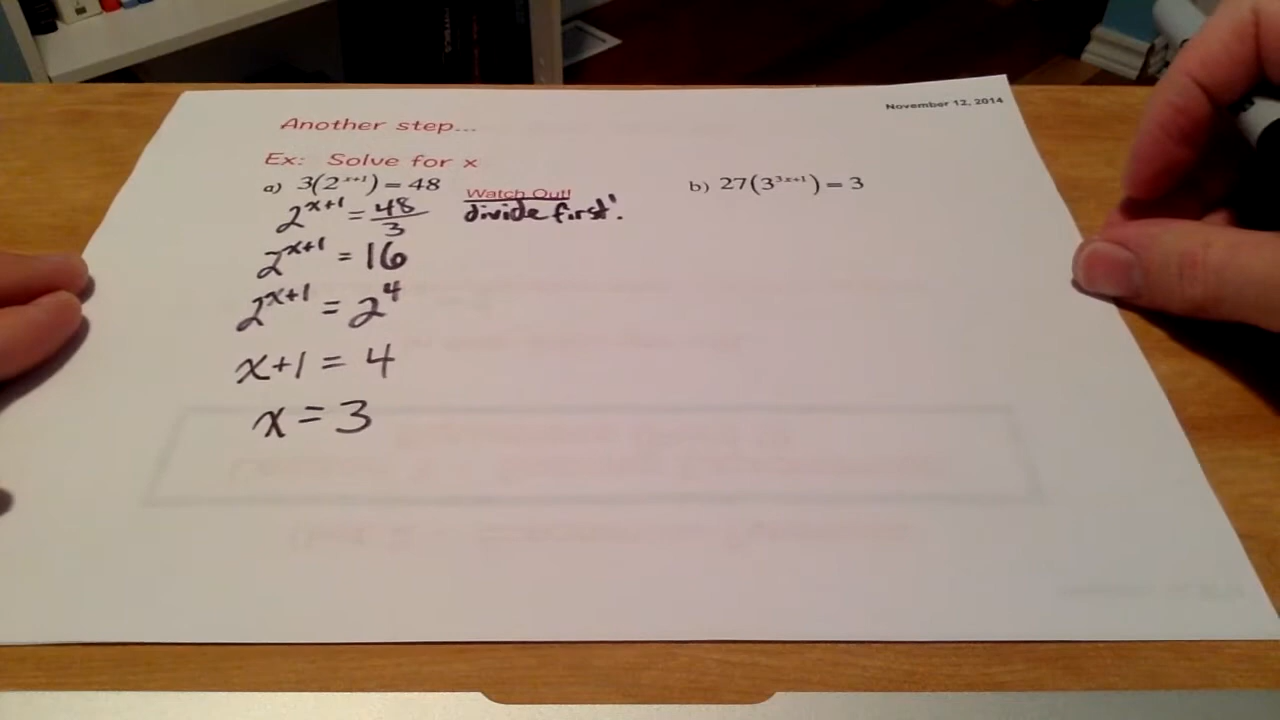 November 12, 2014
Another step...
Ex: Solve for x
a) 3(2^{x+1}) = 48
Watch Out!
divide first!
2^{x+1} = 48/3
2^{x+1} = 16
2^{x+1} = 2^4
x+1 = 4
x = 3
b) 27(3^{3x+1}) = 3